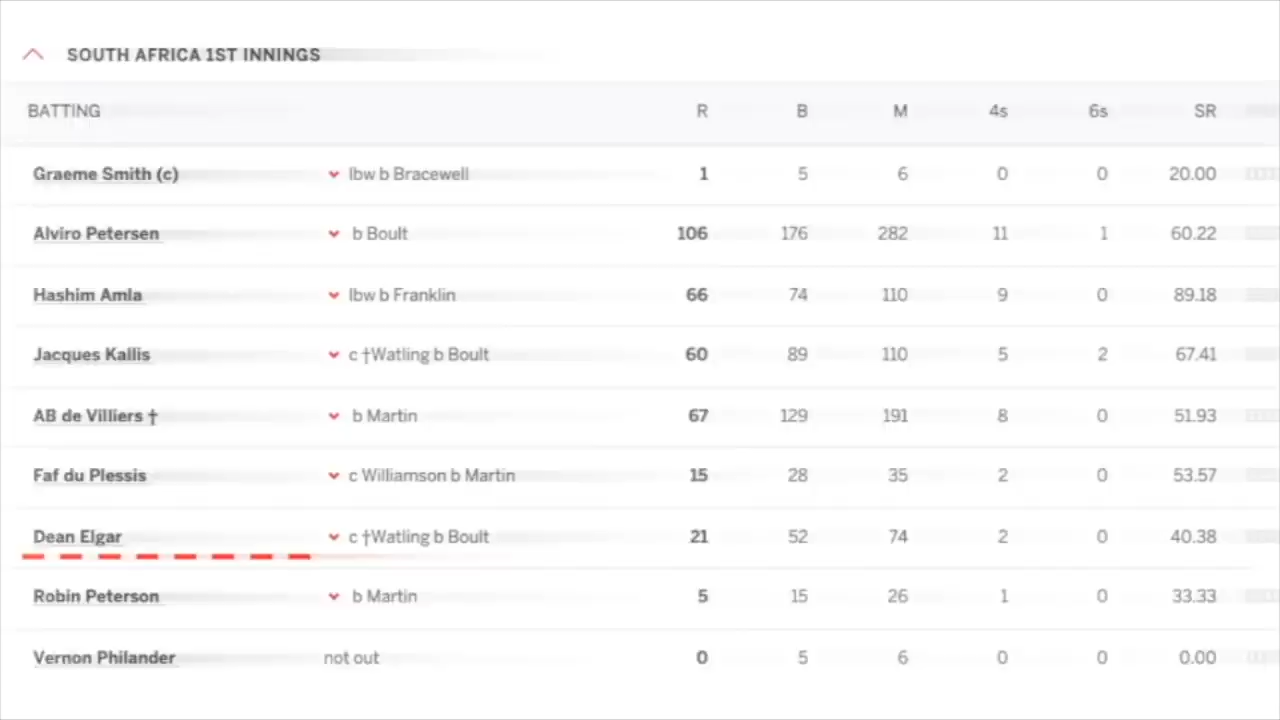 SOUTH AFRICA 1ST INNINGS
BATTING R B M 4s 6s SR
Graeme Smith (c) lbw b Bracewell 1 5 6 0 0 20.00
Alviro Petersen b Boult 106 176 282 11 1 60.22
Hashim Amla lbw b Franklin 66 74 110 9 0 89.18
Jacques Kallis c †Watling b Boult 60 89 110 5 2 67.41
AB de Villiers † b Martin 67 129 191 8 0 51.93
Faf du Plessis c Williamson b Martin 15 28 35 2 0 53.57
Dean Elgar c †Watling b Boult 21 52 74 2 0 40.38
Robin Peterson b Martin 5 15 26 1 0 33.33
Vernon Philander not out 0 5 6 0 0 0.00